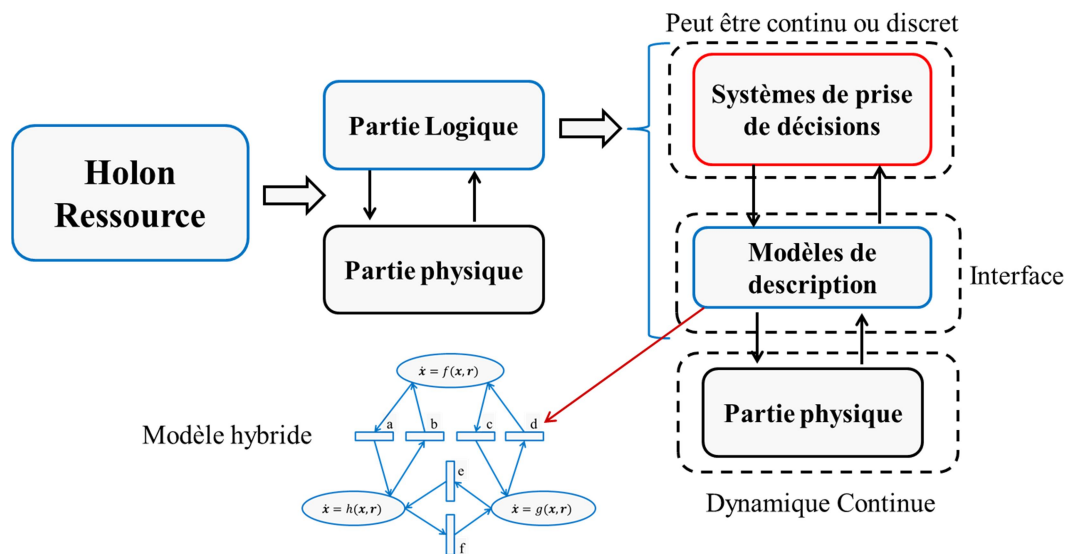 Peut être continu ou discret
Holon
Ressource
Partie Logique
Partie physique
Systèmes de prise
de décisions
Modèles de
description
Interface
Partie physique
Dynamique Continue
Modèle hybride
ẋ = f(x, r)
a
b
c
d
e
ẋ = h(x, r)
ẋ = g(x, r)
f